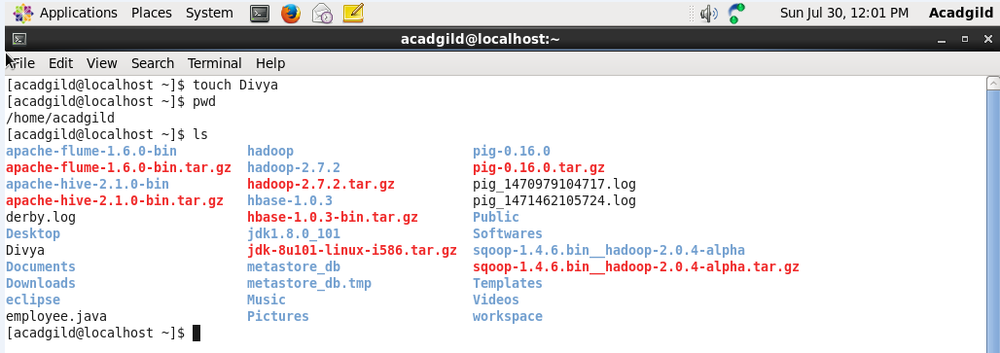 Applications Places System Sun Jul 30, 12:01 PM Acadgild
acadgild@localhost:~
File Edit View Search Terminal Help
[acadgild@localhost ~]$ touch Divya
[acadgild@localhost ~]$ pwd
/home/acadgild
[acadgild@localhost ~]$ ls
apache-flume-1.6.0-bin hadoop pig-0.16.0
apache-flume-1.6.0-bin.tar.gz hadoop-2.7.2 pig-0.16.0.tar.gz
apache-hive-2.1.0-bin hadoop-2.7.2.tar.gz pig_1470979104717.log
apache-hive-2.1.0-bin.tar.gz hbase-1.0.3 pig_1471462105724.log
derby.log hbase-1.0.3-bin.tar.gz Public
Desktop jdk1.8.0_101 Softwares
Divya jdk-8u101-linux-i586.tar.gz sqoop-1.4.6.bin__hadoop-2.0.4-alpha
Documents metastore_db sqoop-1.4.6.bin__hadoop-2.0.4-alpha.tar.gz
Downloads metastore_db.tmp Templates
eclipse Music Videos
employee.java Pictures workspace
[acadgild@localhost ~]$